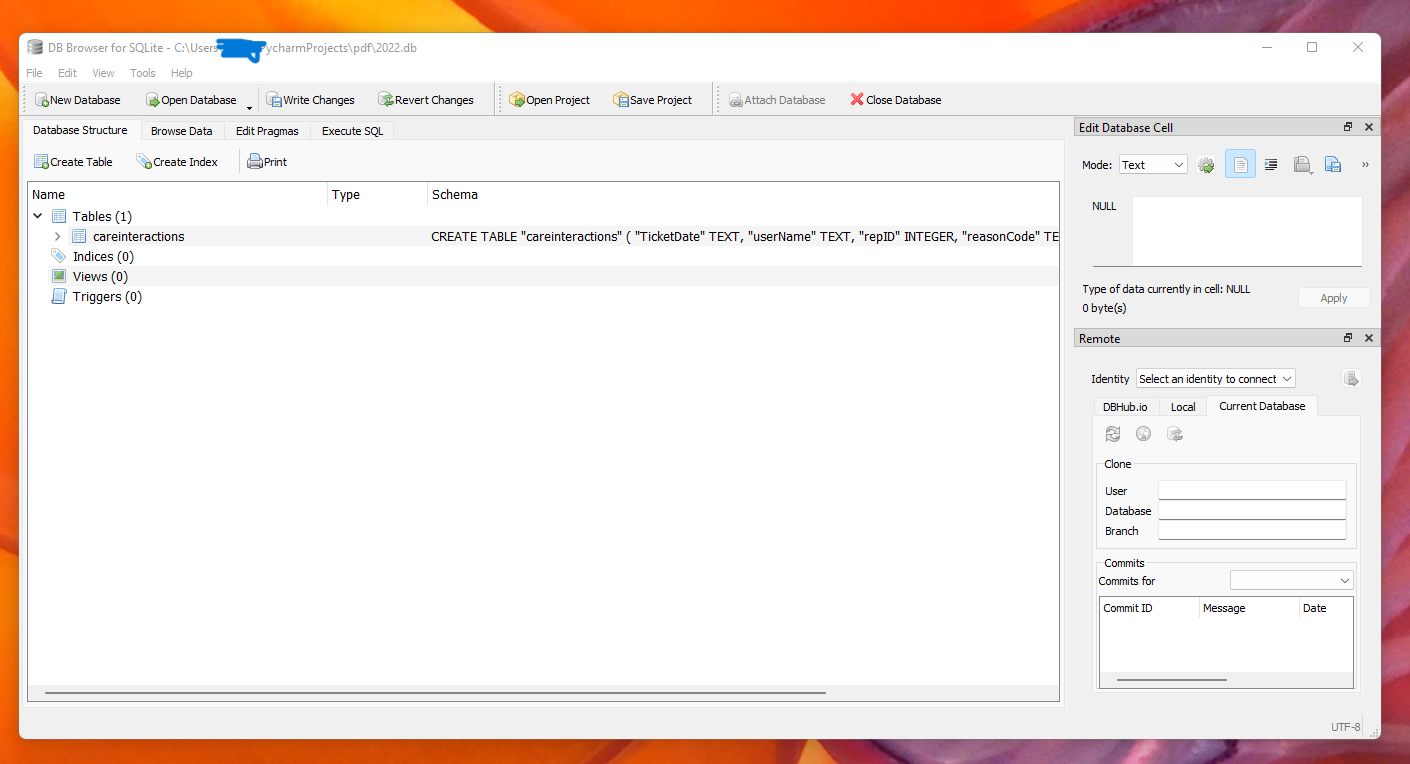 DB Browser for SQLite - C:\Users ycharmProjects\pdf\2022.db
File Edit View Tools Help
New Database Open Database Write Changes Revert Changes Open Project Save Project Attach Database Close Database
Database Structure Browse Data Edit Pragmas Execute SQL
Create Table Create Index Print
Name Type Schema
Tables (1)
careinteractions CREATE TABLE "careinteractions" ( "TicketDate" TEXT, "userName" TEXT, "repID" INTEGER, "reasonCode" TE
Indices (0)
Views (0)
Triggers (0)
Edit Database Cell
Mode: Text »
NULL
Type of data currently in cell: NULL
0 byte(s)
Apply
Remote
Identity Select an identity to connect
DBHub.io Local Current Database
Clone
User
Database
Branch
Commits
Commits for
Commit ID Message Date
UTF-8